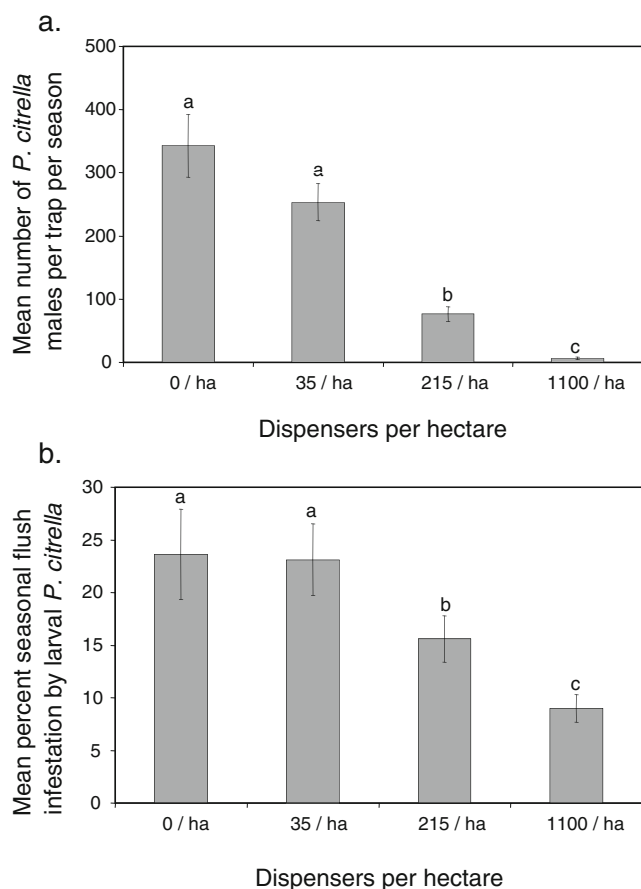 a.
Mean number of P. citrella
males per trap per season
500
400
300
200
100
0
a
a
b
c
0 / ha
35 / ha
215 / ha
1100 / ha
Dispensers per hectare
b.
Mean percent seasonal flush
infestation by larval P. citrella
30
25
20
15
10
5
0
a
a
b
c
0 / ha
35 / ha
215 / ha
1100 / ha
Dispensers per hectare